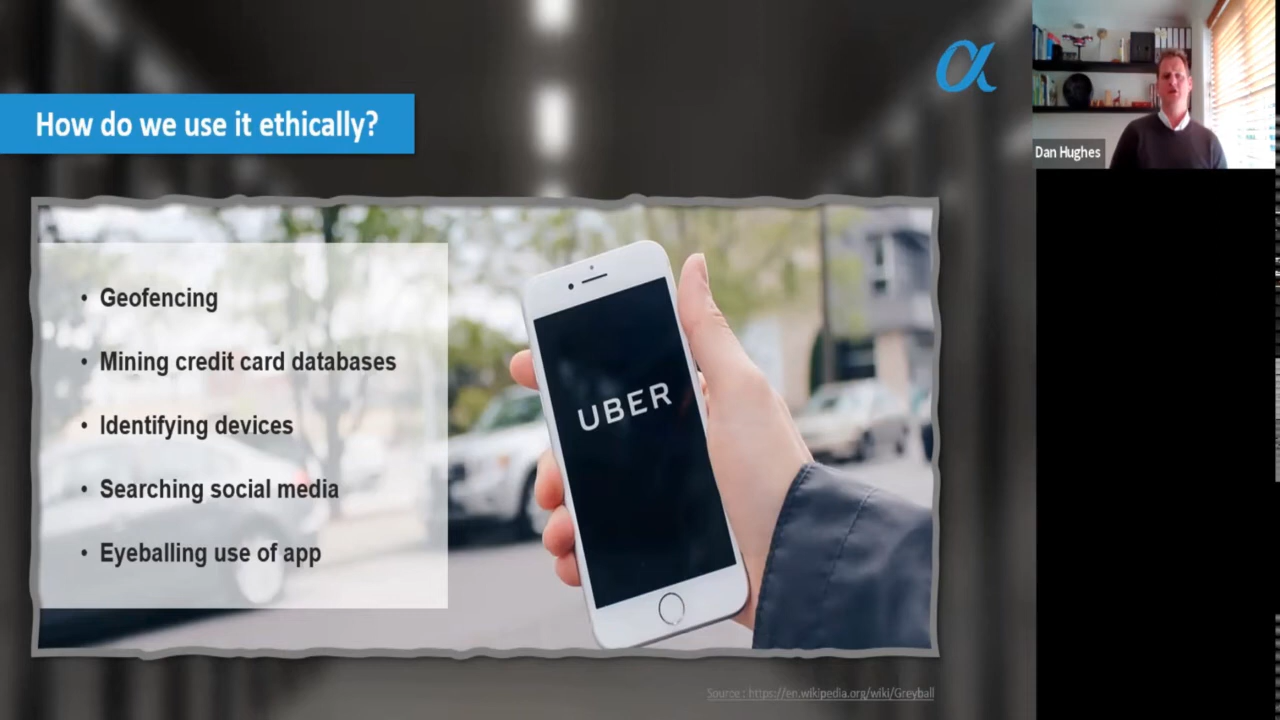 How do we use it ethically?
Dan Hughes
• Geofencing
• Mining credit card databases
• Identifying devices
• Searching social media
• Eyeballing use of app
UBER
Source : https://en.wikipedia.org/wiki/Greyball